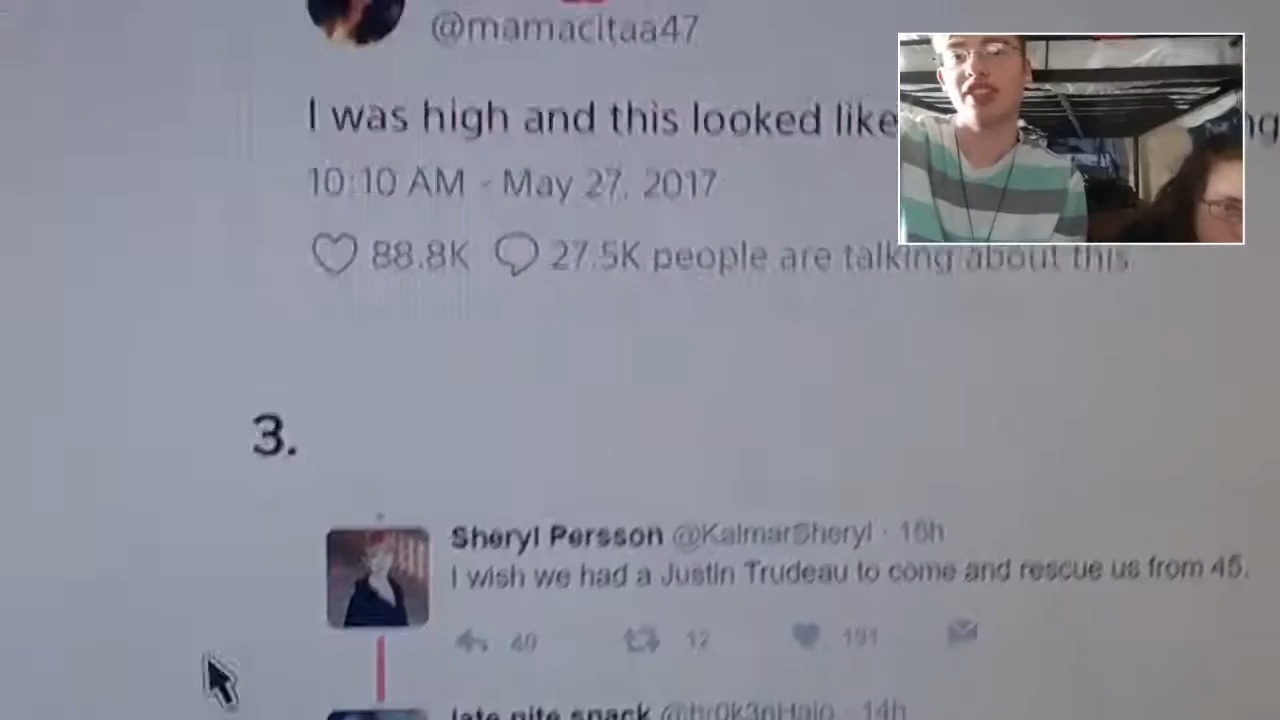 @mamacitaa47
I was high and this looked like
10:10 AM - May 27, 2017
88.8K 27.5K people are talking about this
3.
Sheryl Persson @KalmarSheryl · 16h
I wish we had a Justin Trudeau to come and rescue us from 45.
40 12 191
late nite snack @hr0k3nHalo · 14h